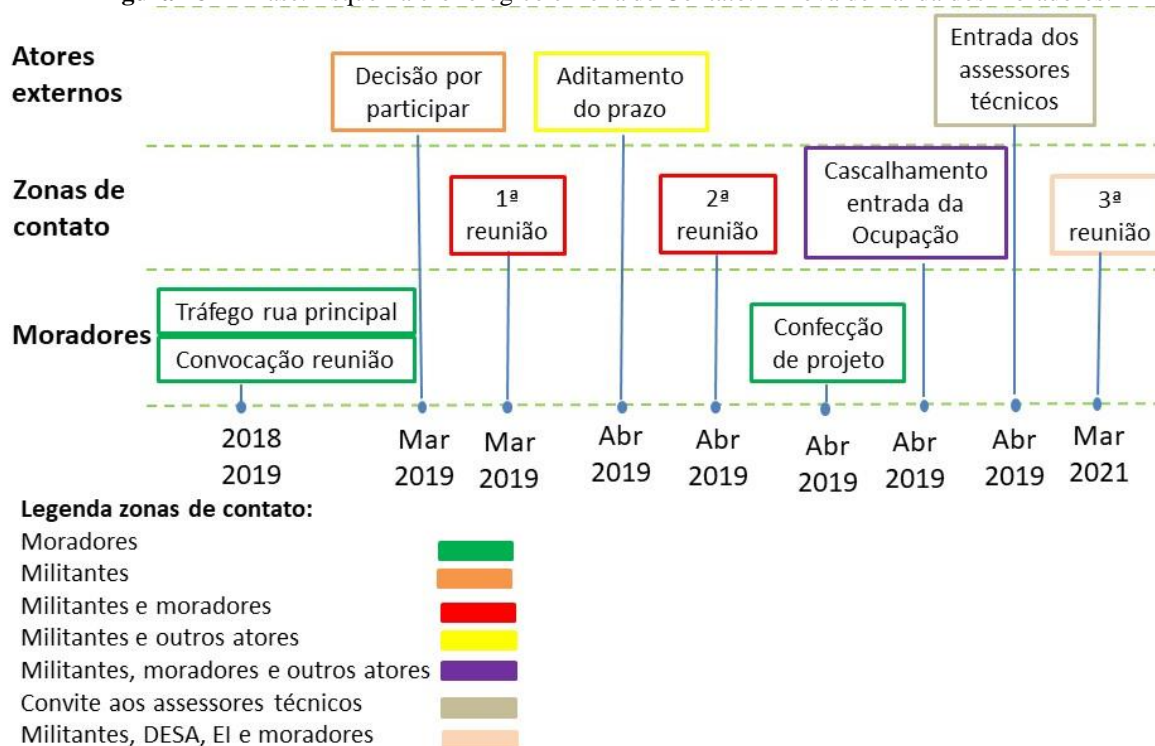 Atores
externos
Decisão por
participar
Aditamento
do prazo
Entrada dos
assessores
técnicos
Zonas de
contato
1ª
reunião
2ª
reunião
Cascalhamento
entrada da
Ocupação
3ª
reunião
Moradores
Tráfego rua principal
Convocação reunião
Confecção
de projeto
2018
2019
Mar
2019
Mar
2019
Abr
2019
Abr
2019
Abr
2019
Abr
2019
Abr
2019
Mar
2021
Legenda zonas de contato:
Moradores
Militantes
Militantes e moradores
Militantes e outros atores
Militantes, moradores e outros atores
Convite aos assessores técnicos
Militantes, DESA, EI e moradores